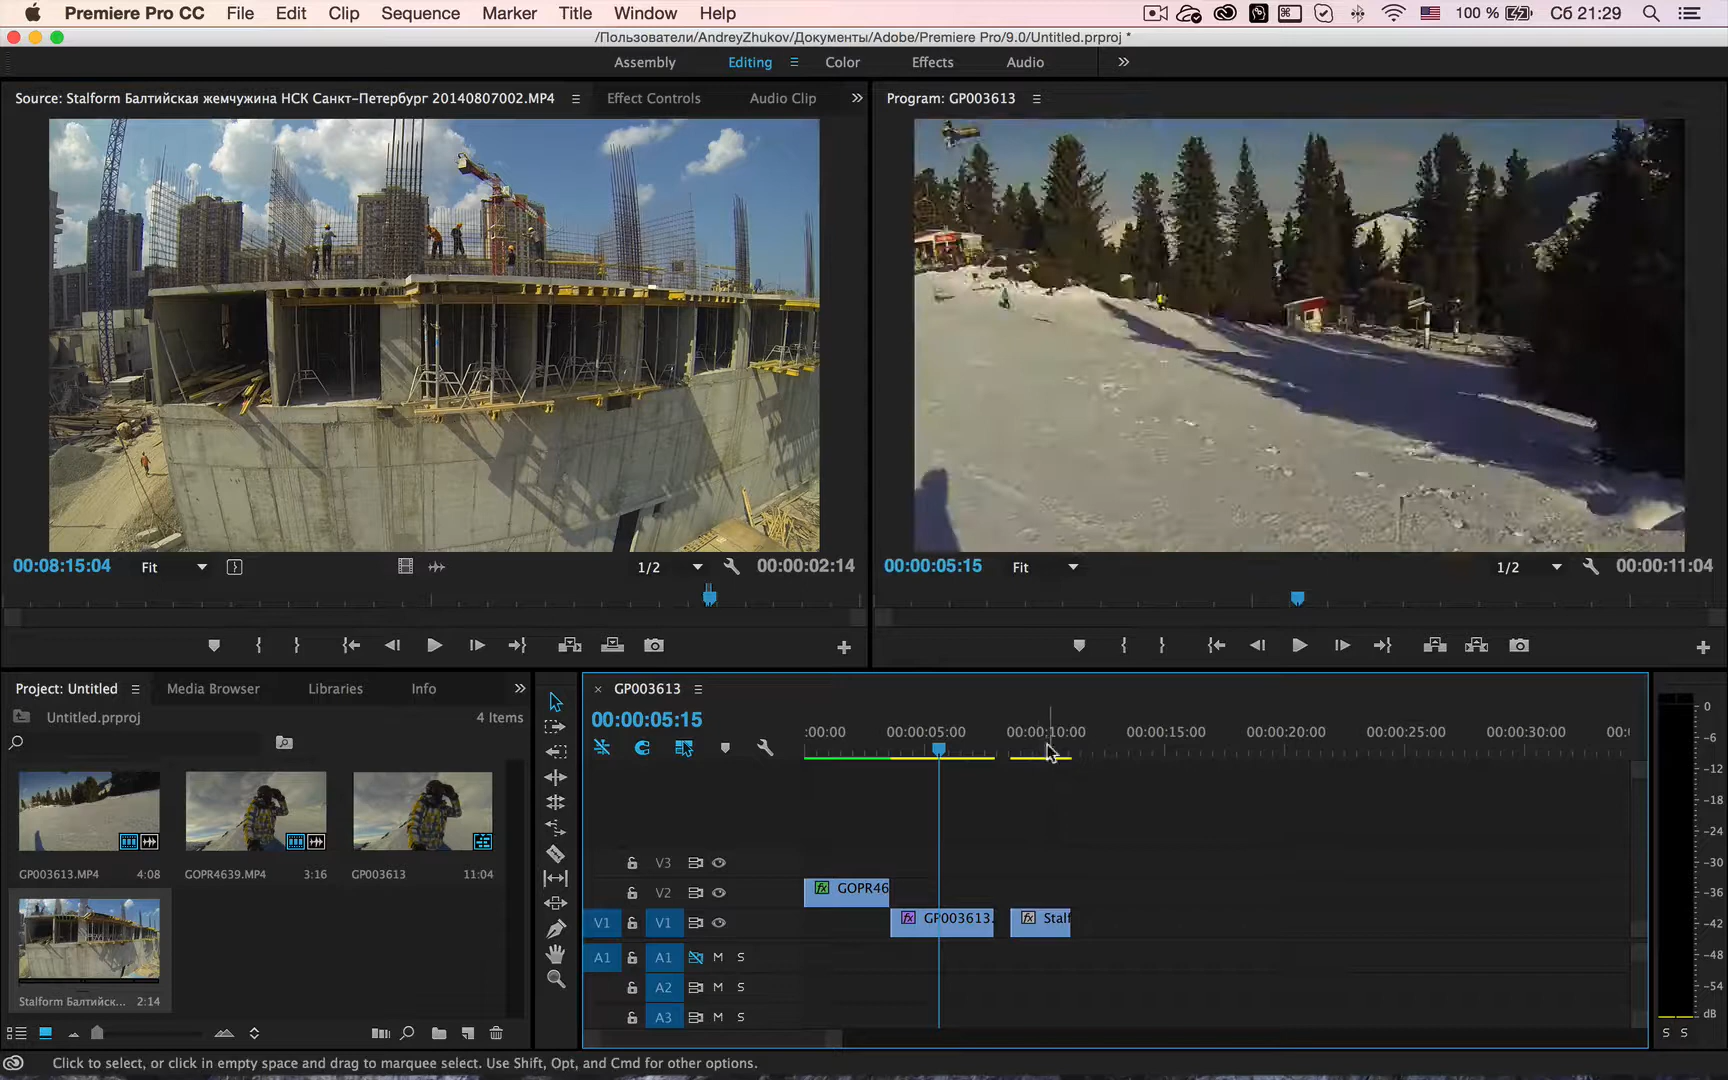 Premiere Pro CC File Edit Clip Sequence Marker Title Window Help 100 % Сб 21:29
/Пользователи/AndreyZhukov/Документы/Adobe/Premiere Pro/9.0/Untitled.prproj *
Assembly Editing Color Effects Audio
Source: Stalform Балтийская жемчужина НСК Санкт-Петербург 20140807002.MP4 Effect Controls Audio Clip
Program: GP003613
00:08:15:04 Fit 1/2 00:00:02:14
00:00:05:15 Fit 1/2 00:00:11:04
Project: Untitled Media Browser Libraries Info
Untitled.prproj 4 Items
GP003613.MP4 4:08
GOPR4639.MP4 3:16
GP003613 11:04
Stalform Балтийск... 2:14
× GP003613
00:00:05:15
:00:00 00:00:05:00 00:00:10:00 00:00:15:00 00:00:20:00 00:00:25:00 00:00:30:00 00:0
V3
V2
fx GOPR46
V1 V1
fx GP003613.
fx Stalf
A1 A1 M S
A2 M S
A3 M S
0
-6
-12
-18
-24
-30
-36
-42
-48
-54
dB
S S
Click to select, or click in empty space and drag to marquee select. Use Shift, Opt, and Cmd for other options.